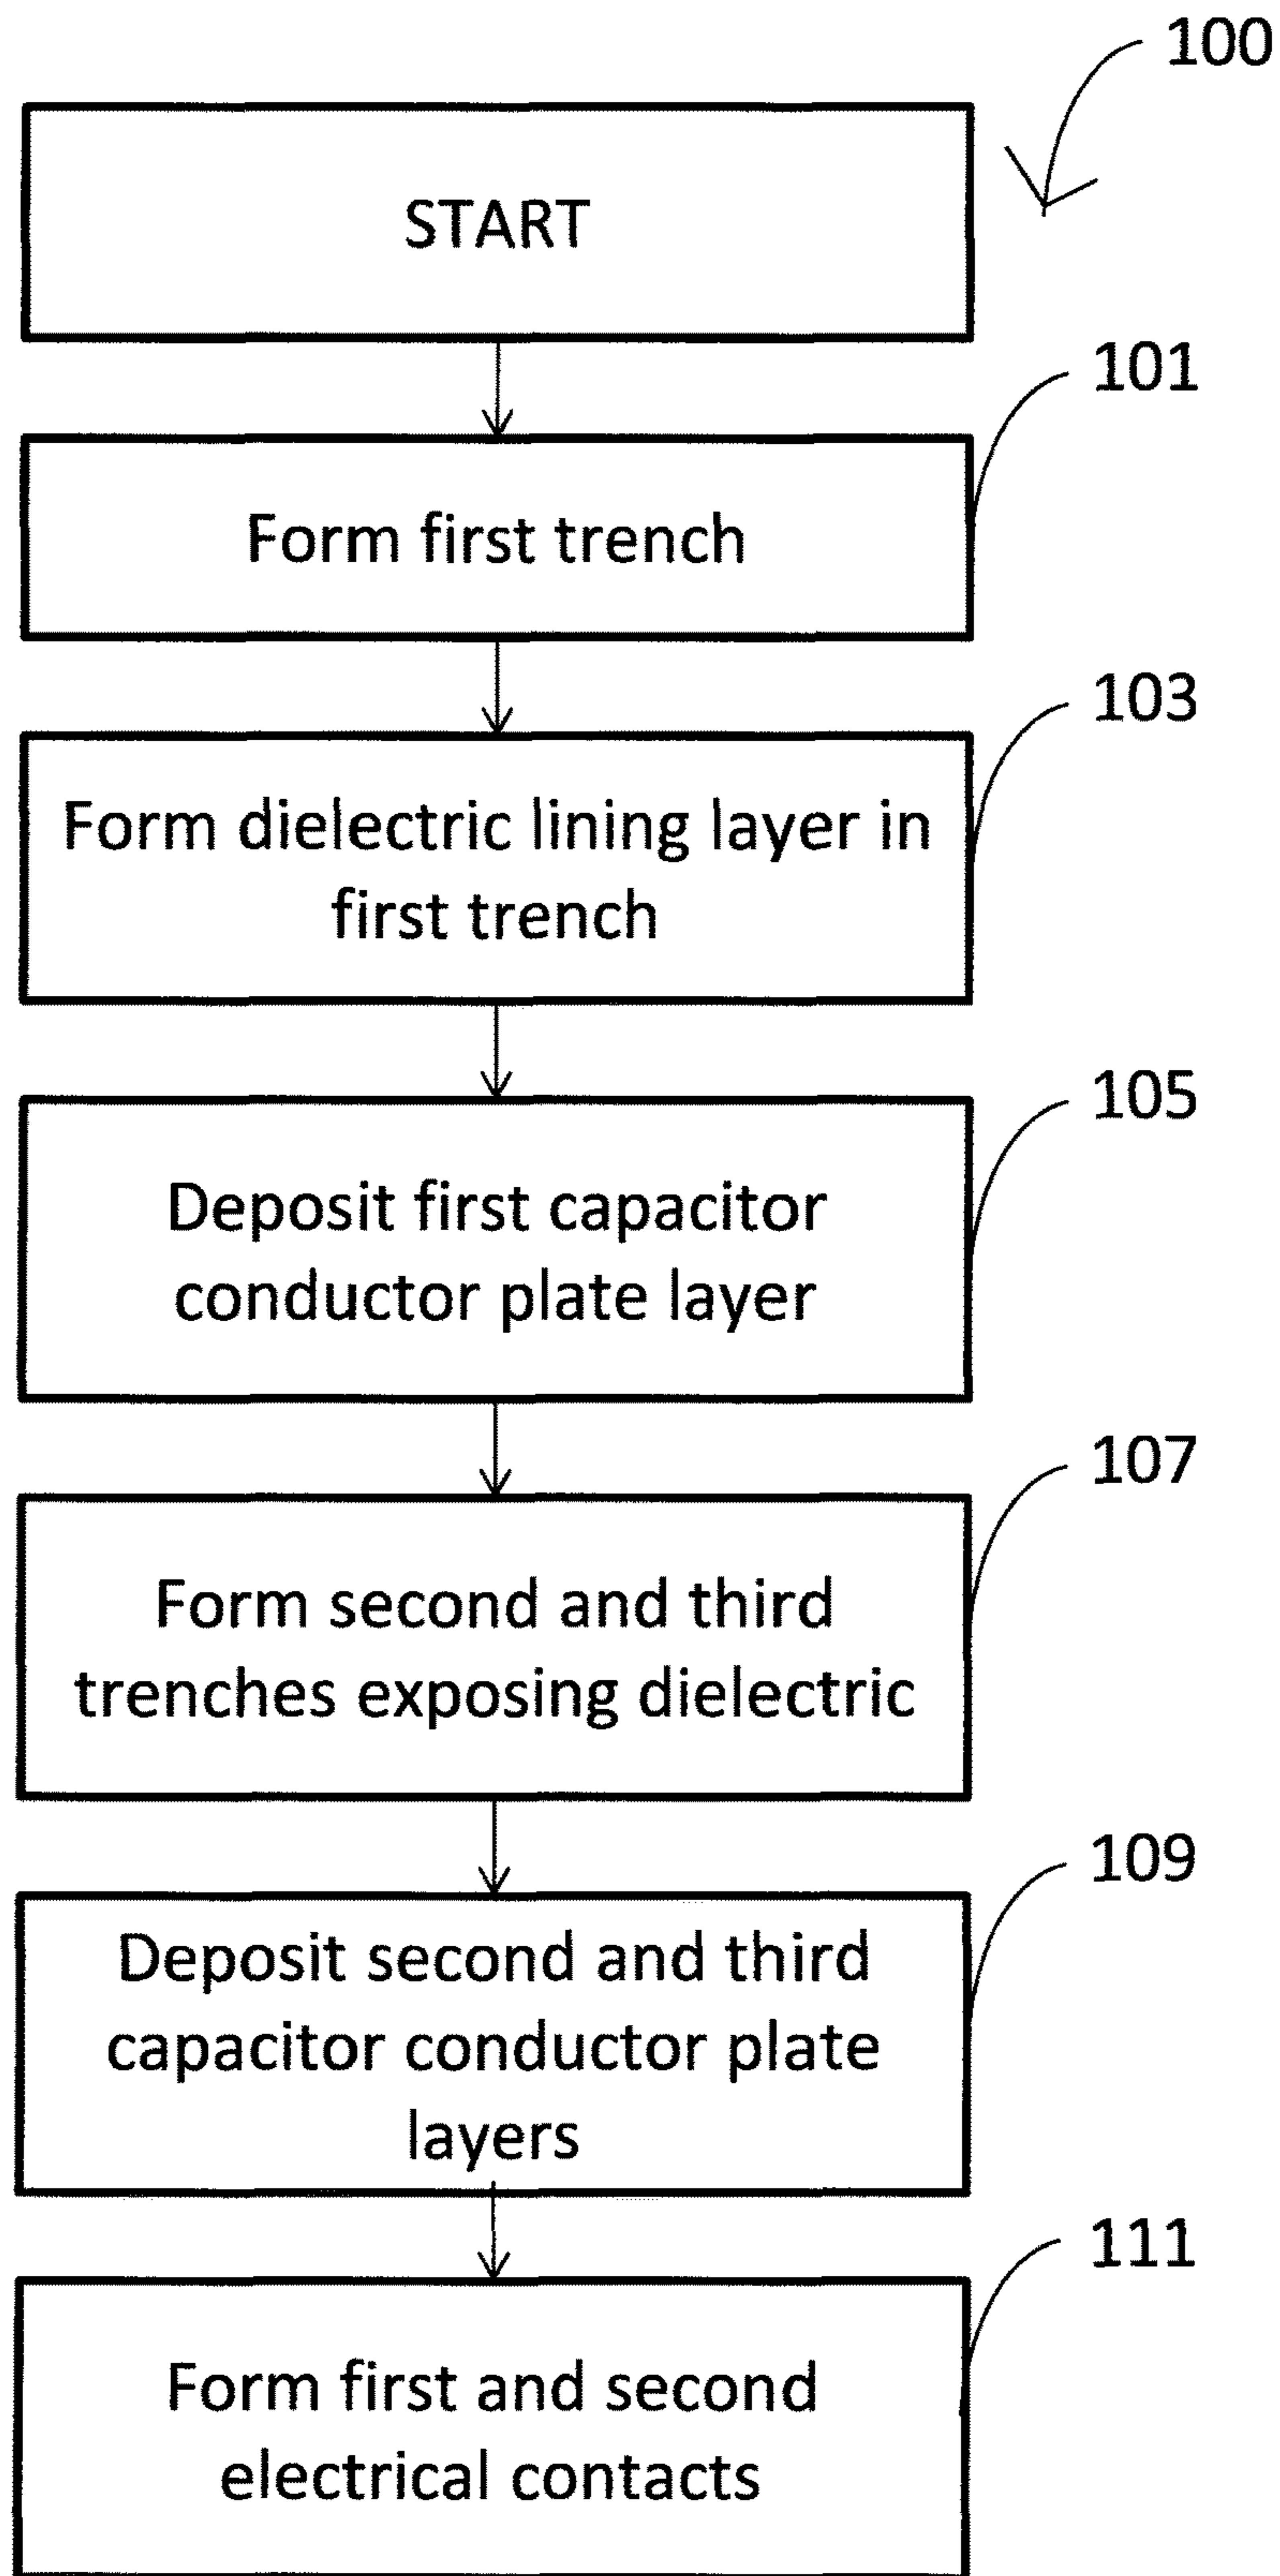 100
START
101
Form first trench
103
Form dielectric lining layer in
first trench
105
Deposit first capacitor
conductor plate layer
107
Form second and third
trenches exposing dielectric
109
Deposit second and third
capacitor conductor plate
layers
111
Form first and second
electrical contacts